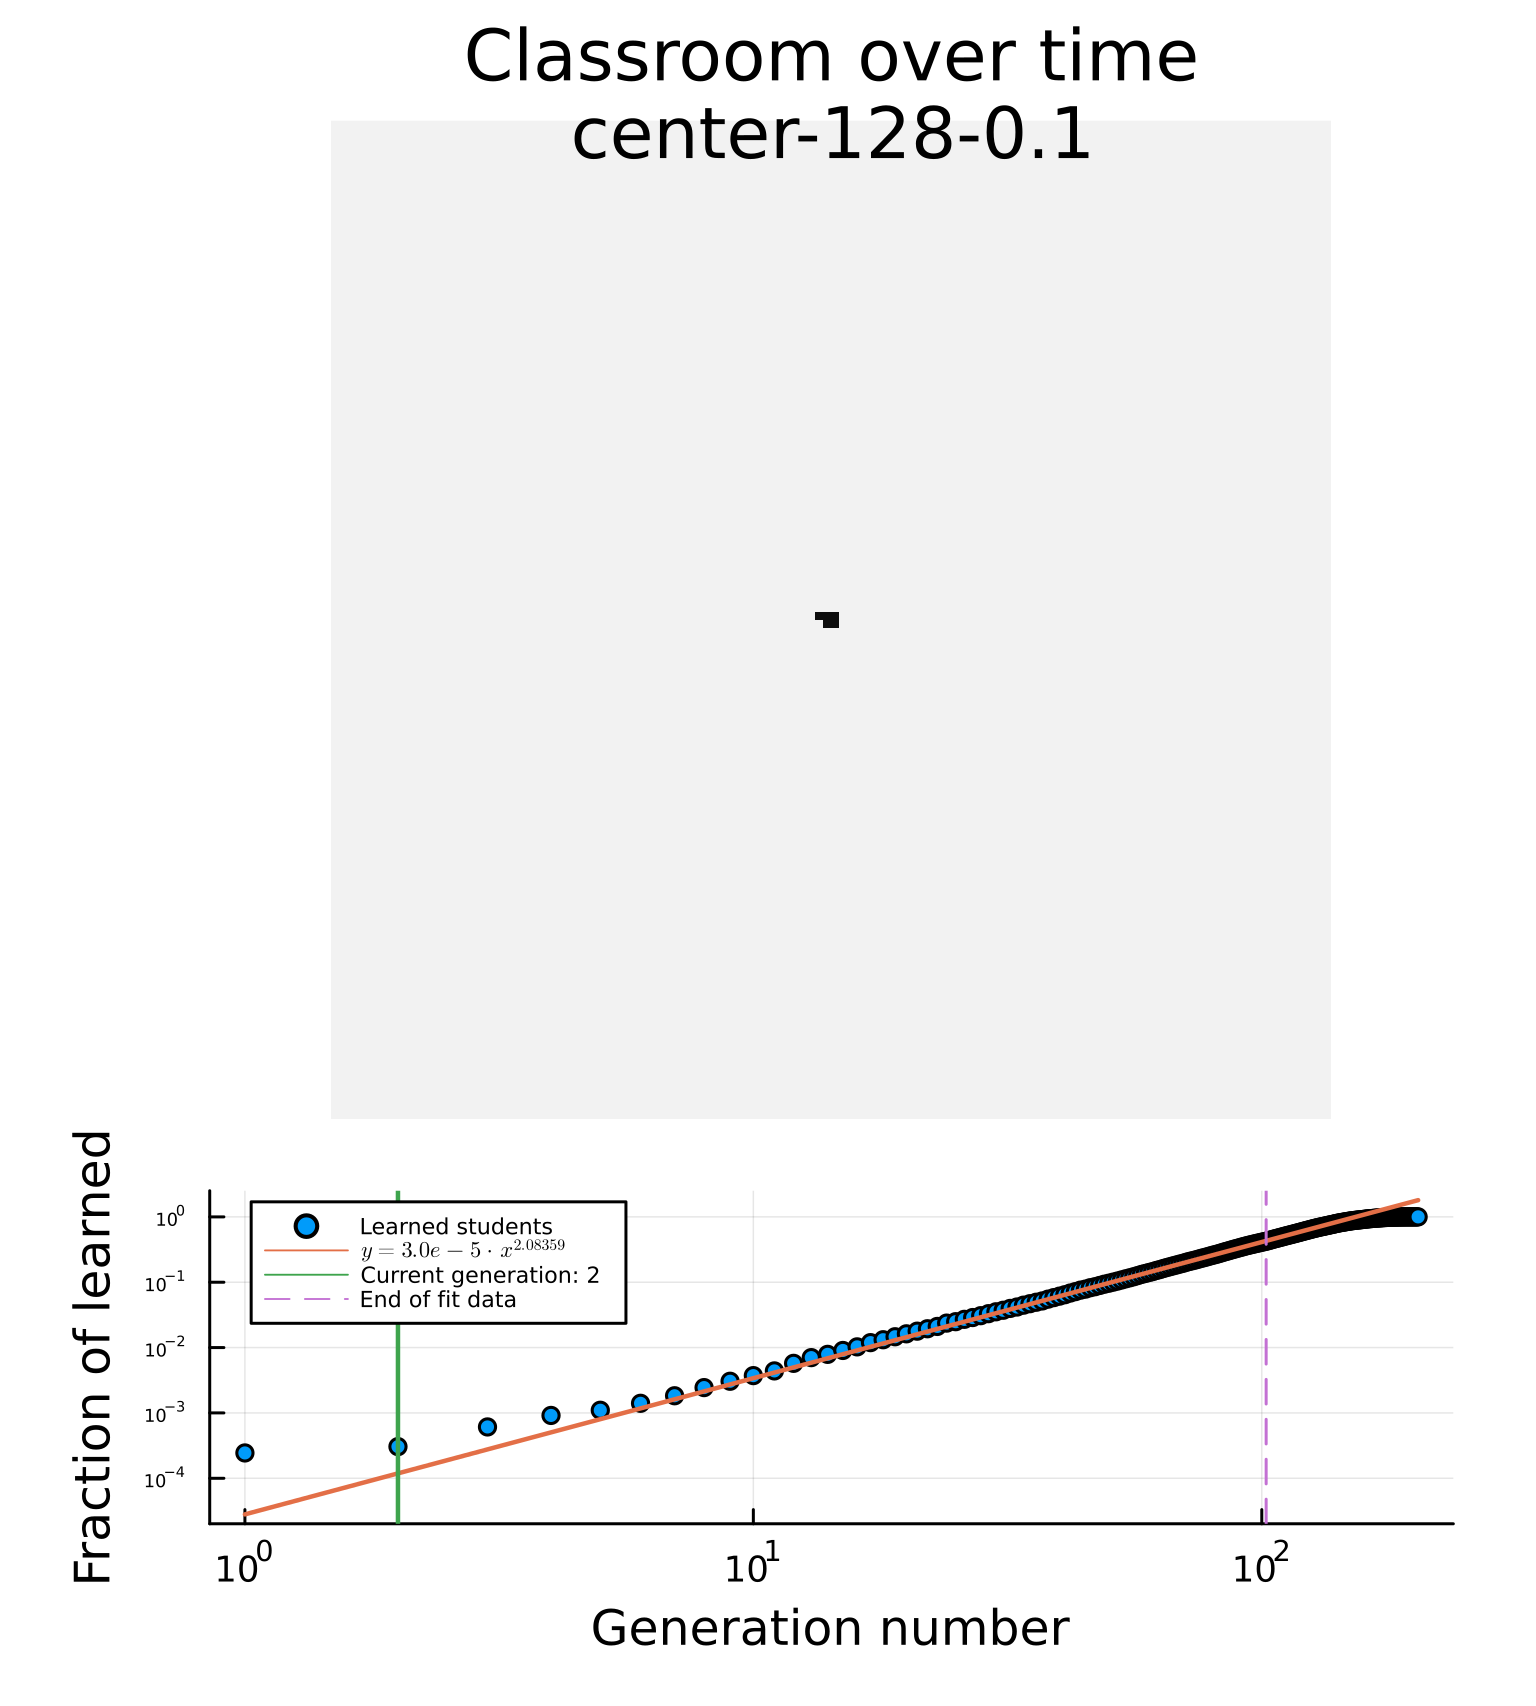 Classroom over time
center-128-0.1
Fraction of learned
10^0
10^-1
10^-2
10^-3
10^-4
Learned students
y = 3.0e − 5 · x^2.08359
Current generation: 2
End of fit data
10^0 10^1 10^2
Generation number